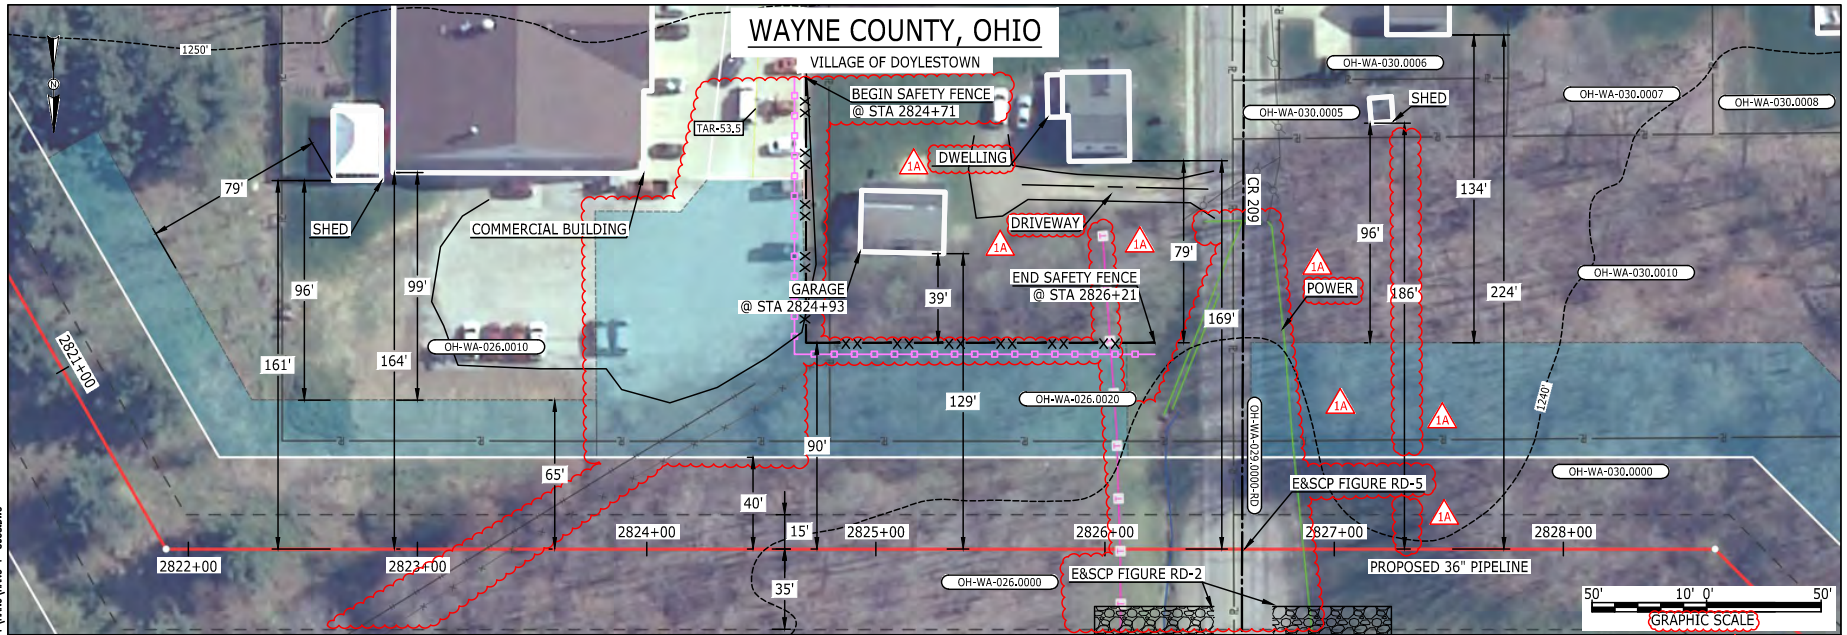 WAYNE COUNTY, OHIO
VILLAGE OF DOYLESTOWN
1250'
BEGIN SAFETY FENCE
@ STA 2824+71
TAR-53.5
OH-WA-030.0006
OH-WA-030.0005
SHED
OH-WA-030.0007
OH-WA-030.0008
1A
DWELLING
79'
SHED
COMMERCIAL BUILDING
DRIVEWAY
CR 209
134'
96'
1A
1A
79'
1A
OH-WA-030.0010
96'
99'
GARAGE
@ STA 2824+93
39'
END SAFETY FENCE
@ STA 2826+21
POWER
186'
224'
169'
2821+00
161'
164'
OH-WA-026.0010
129'
OH-WA-026.0020
1A
1A
1240'
90'
65'
40'
OH-WA-029.0000-RD
E&SCP FIGURE RD-5
OH-WA-030.0000
1A
15'
2822+00
2823+00
2824+00
2825+00
2826+00
2827+00
2828+00
35'
OH-WA-026.0000
E&SCP FIGURE RD-2
PROPOSED 36" PIPELINE
50' 10' 0' 50'
GRAPHIC SCALE